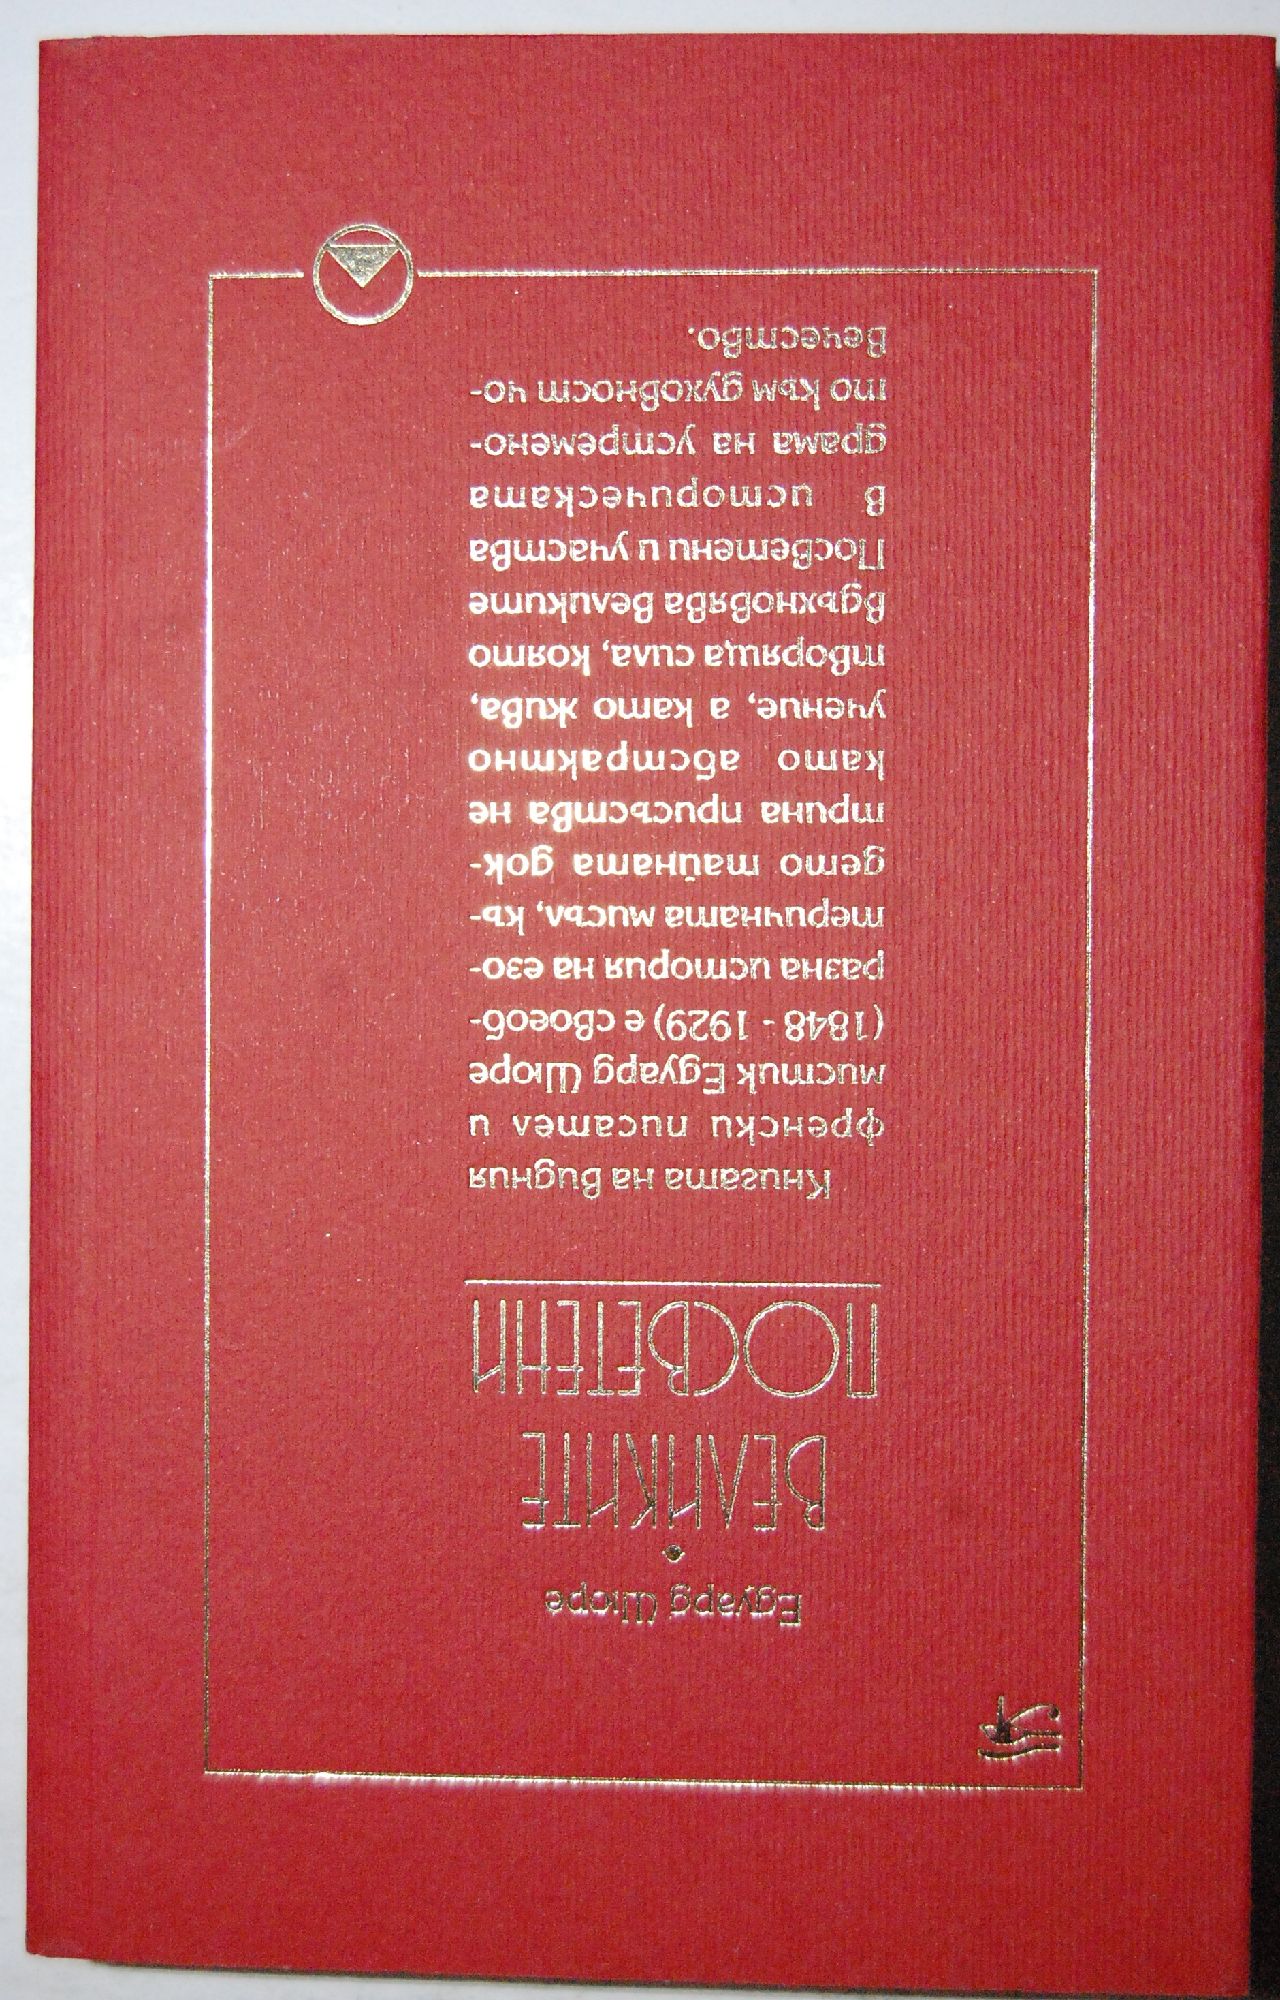 Едуард Шюре
ВЕЛИКИТЕ
ПОСВЕТЕНИ
Книгата на видния
френски писател и
мистик Едуард Шюре
(1848 - 1929) е своеоб-
разна история на езо-
теричната мисъл, къ-
дето тайната док-
трина присъства не
като абстрактно
учение, а като жива,
творяща сила, която
вдъхновява Великите
Посветени и участва
в историческата
драма на устремено-
то към духовност чо-
вечество.